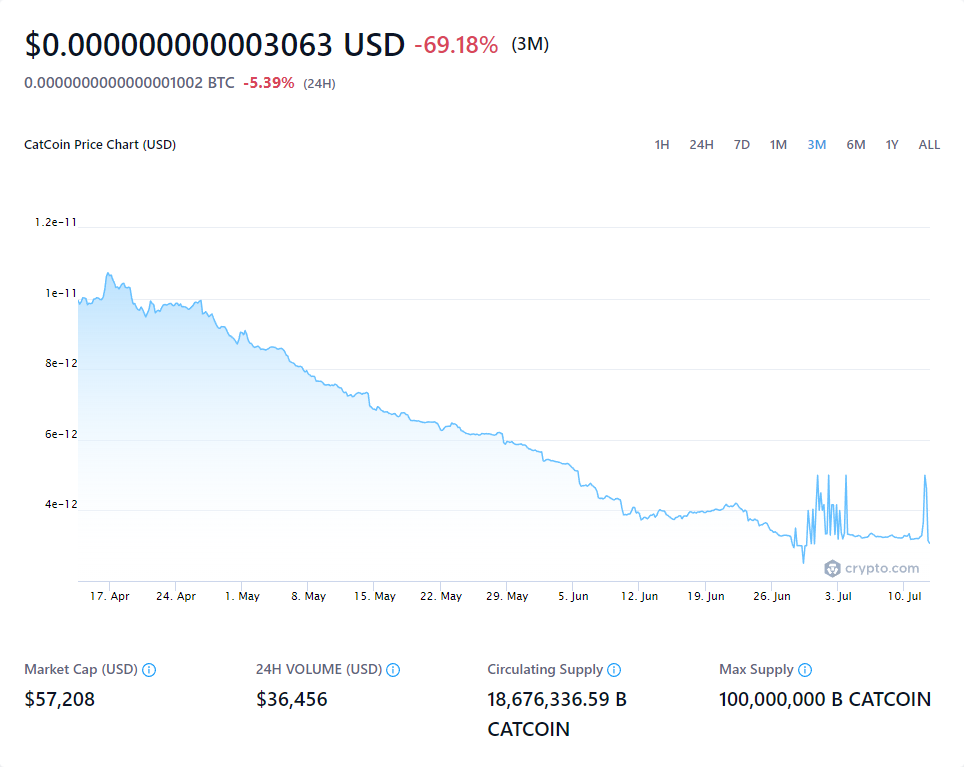 $0.000000000003063 USD -69.18% (3M)
0.0000000000000001002 BTC -5.39% (24H)
CatCoin Price Chart (USD) 1H 24H 7D 1M 3M 6M 1Y ALL
1.2e-11
1e-11
8e-12
6e-12
4e-12
crypto.com
17. Apr 24. Apr 1. May 8. May 15. May 22. May 29. May 5. Jun 12. Jun 19. Jun 26. Jun 3. Jul 10. Jul
Market Cap (USD) 24H VOLUME (USD) Circulating Supply Max Supply
$57,208 $36,456 18,676,336.59 B 100,000,000 B CATCOIN
CATCOIN